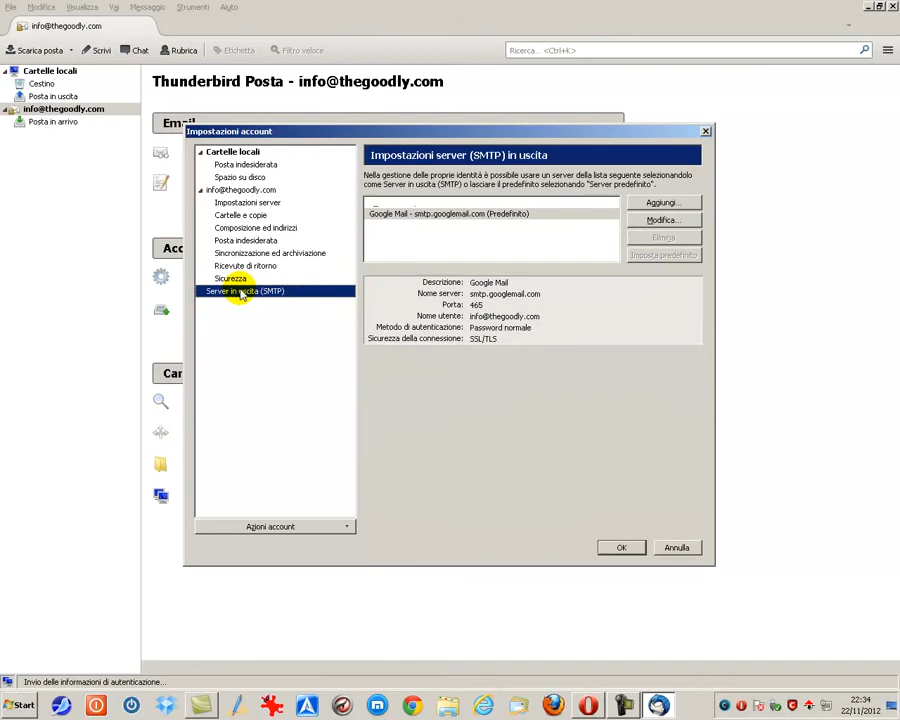 File Modifica Visualizza Vai Messaggio Strumenti Aiuto
info@thegoodly.com
Scarica posta Scrivi Chat Rubrica Etichetta Filtro veloce Ricerca... <Ctrl+K>
Cartelle locali
Cestino
Posta in uscita
info@thegoodly.com
Posta in arrivo
Thunderbird Posta - info@thegoodly.com
Email
Impostazioni account
Cartelle locali
Posta indesiderata
Spazio su disco
info@thegoodly.com
Impostazioni server
Cartelle e copie
Composizione ed indirizzi
Posta indesiderata
Sincronizzazione ed archiviazione
Ricevute di ritorno
Sicurezza
Server in uscita (SMTP)
Azioni account
Impostazioni server (SMTP) in uscita
Nella gestione delle proprie identità è possibile usare un server della lista seguente selezionandolo
come Server in uscita (SMTP) o lasciare il predefinito selezionando "Server predefinito".
Google Mail - smtp.googlemail.com (Predefinito)
Aggiungi...
Modifica...
Elimina
Imposta predefinito
Descrizione: Google Mail
Nome server: smtp.googlemail.com
Porta: 465
Nome utente: info@thegoodly.com
Metodo di autenticazione: Password normale
Sicurezza della connessione: SSL/TLS
OK Annulla
Acc
Car
Invio delle informazioni di autenticazione...
Start
22:34
22/11/2012